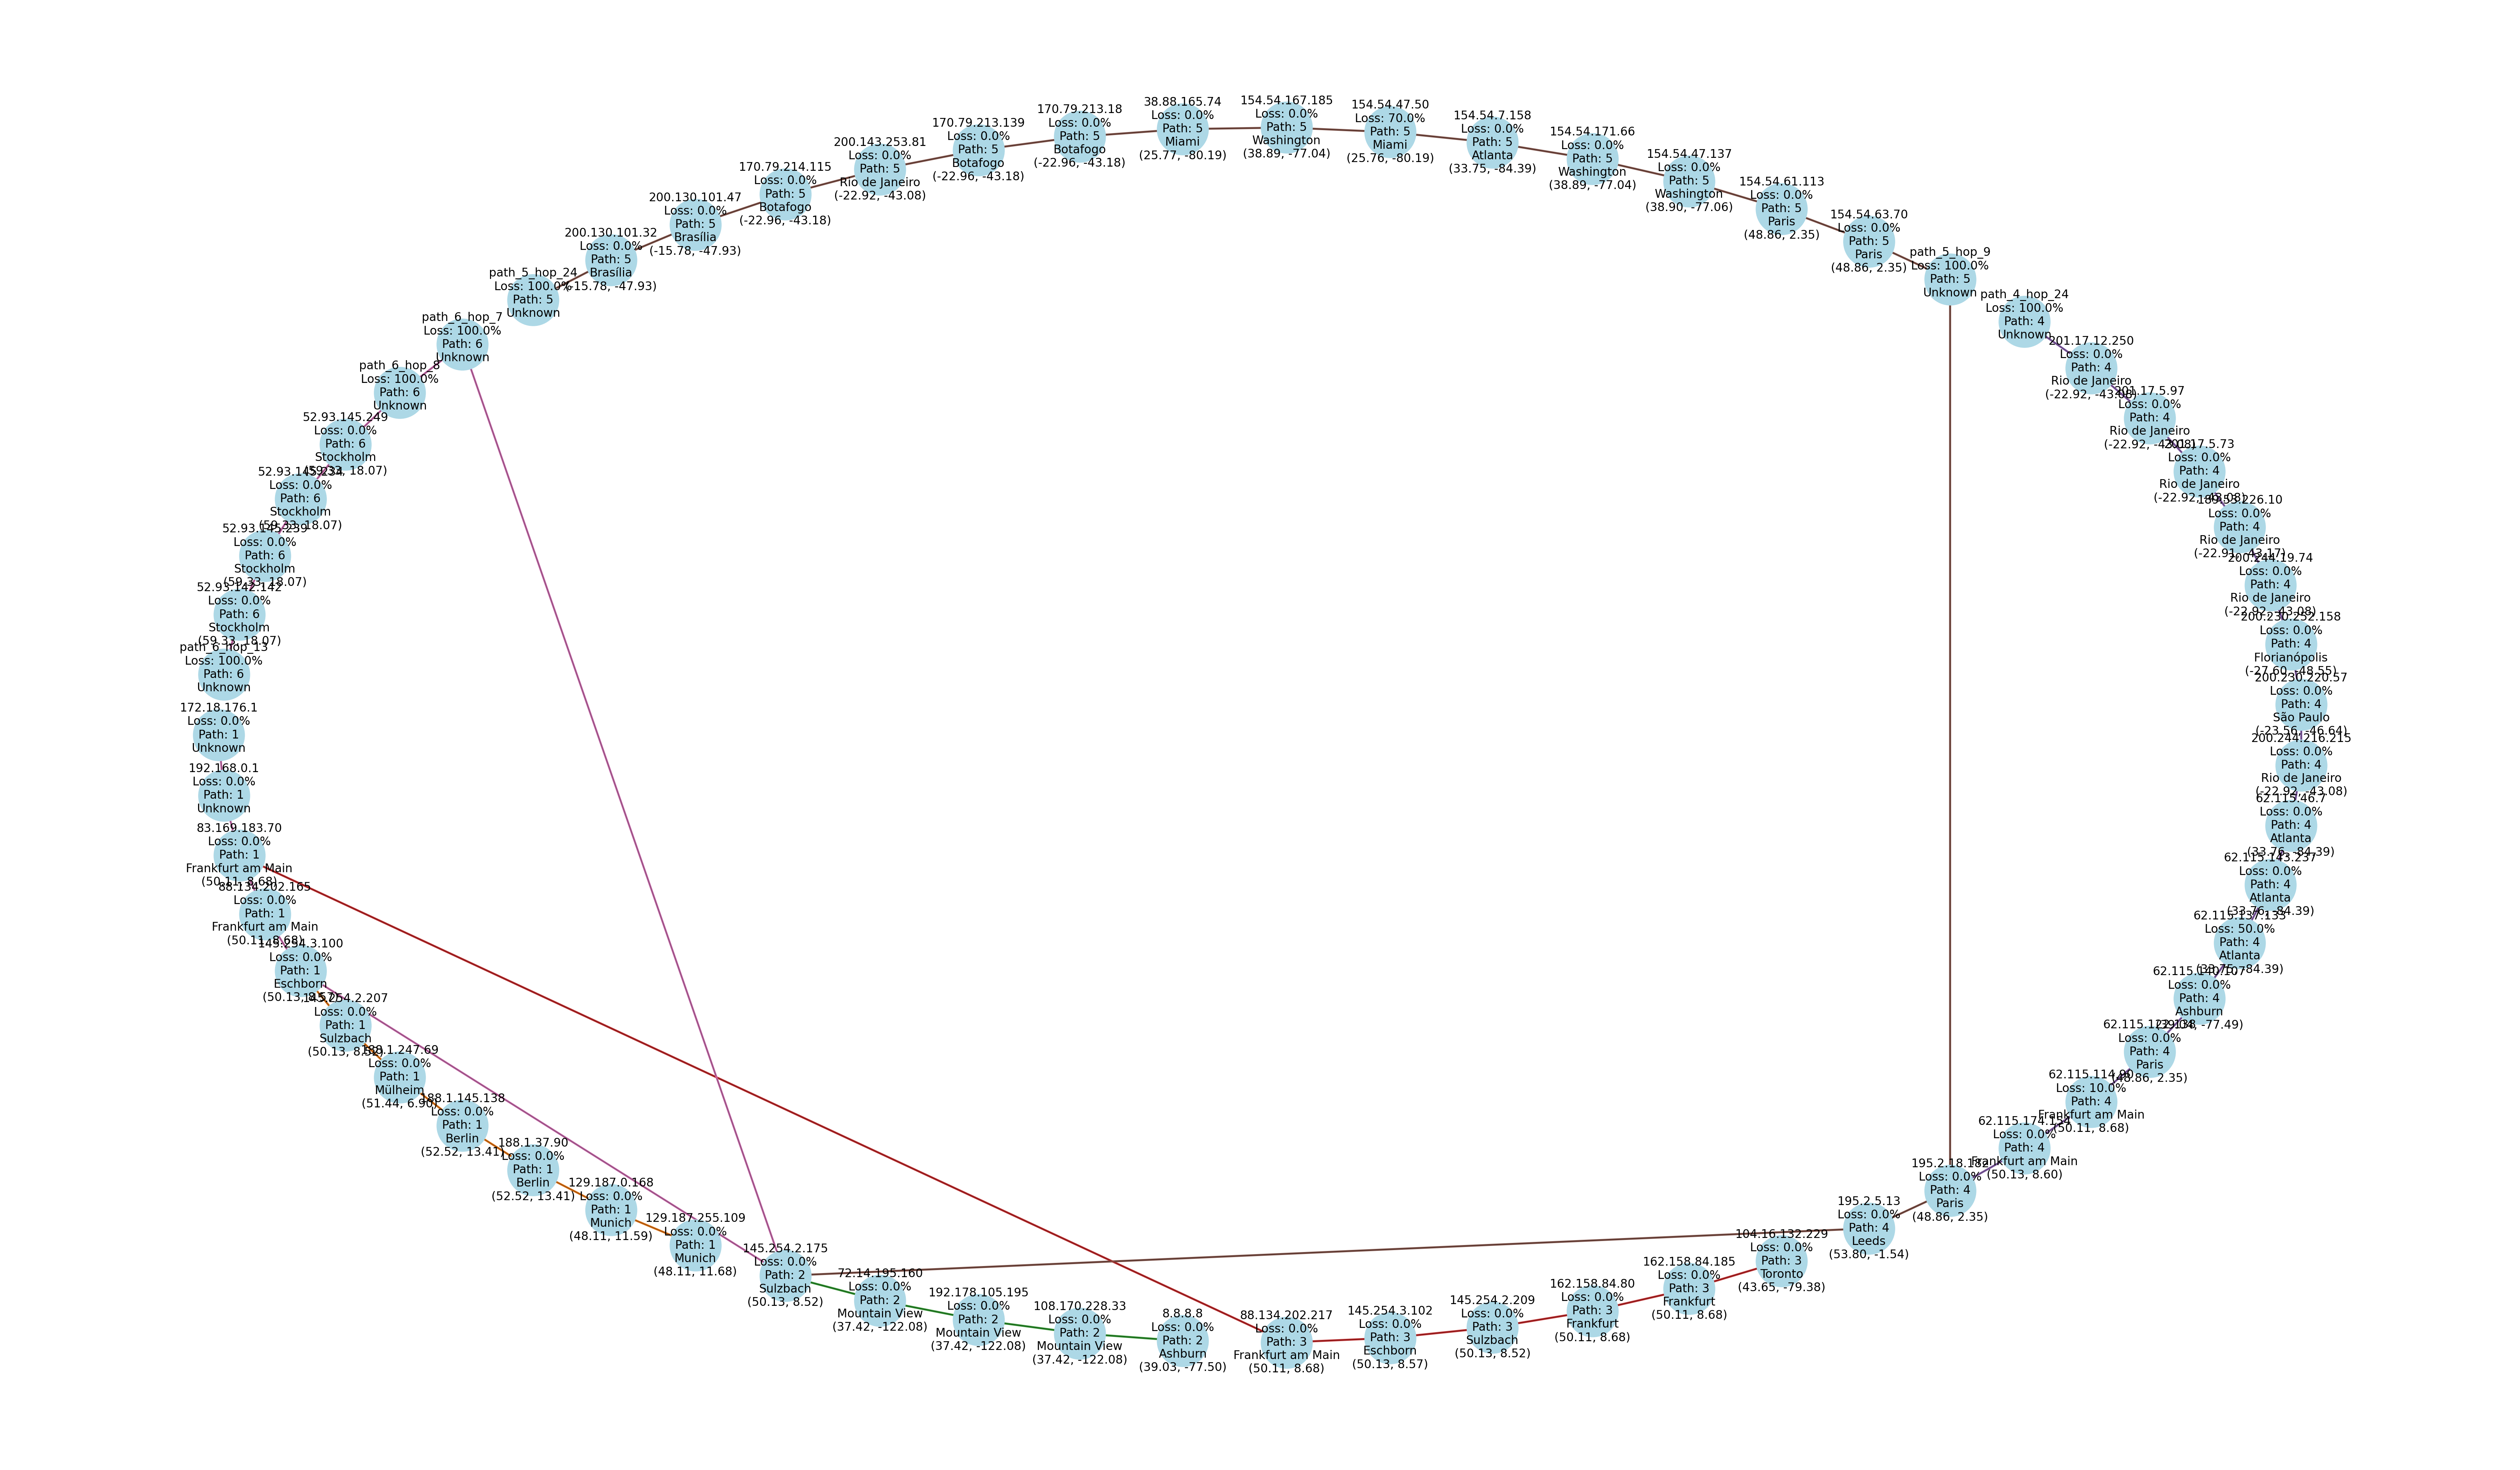 172.18.176.1
Loss: 0.0%
Path: 1
Unknown
192.168.0.1
Loss: 0.0%
Path: 1
Unknown
83.169.183.70
Loss: 0.0%
Path: 1
Frankfurt am Main
(50.11, 8.68)
88.134.202.165
Loss: 0.0%
Path: 1
Frankfurt am Main
(50.11, 8.68)
145.254.3.100
Loss: 0.0%
Path: 1
Eschborn
(50.13, 8.57)
145.254.2.207
Loss: 0.0%
Path: 1
Sulzbach
(50.13, 8.52)
188.1.247.69
Loss: 0.0%
Path: 1
Mülheim
(51.44, 6.90)
188.1.145.138
Loss: 0.0%
Path: 1
Berlin
(52.52, 13.41)
188.1.37.90
Loss: 0.0%
Path: 1
Berlin
(52.52, 13.41)
129.187.0.168
Loss: 0.0%
Path: 1
Munich
(48.11, 11.59)
129.187.255.109
Loss: 0.0%
Path: 1
Munich
(48.11, 11.68)
145.254.2.175
Loss: 0.0%
Path: 2
Sulzbach
(50.13, 8.52)
72.14.195.160
Loss: 0.0%
Path: 2
Mountain View
(37.42, -122.08)
192.178.105.195
Loss: 0.0%
Path: 2
Mountain View
(37.42, -122.08)
108.170.228.33
Loss: 0.0%
Path: 2
Mountain View
(37.42, -122.08)
8.8.8.8
Loss: 0.0%
Path: 2
Ashburn
(39.03, -77.50)
88.134.202.217
Loss: 0.0%
Path: 3
Frankfurt am Main
(50.11, 8.68)
145.254.3.102
Loss: 0.0%
Path: 3
Eschborn
(50.13, 8.57)
145.254.2.209
Loss: 0.0%
Path: 3
Sulzbach
(50.13, 8.52)
162.158.84.80
Loss: 0.0%
Path: 3
Frankfurt
(50.11, 8.68)
162.158.84.185
Loss: 0.0%
Path: 3
Frankfurt
(50.11, 8.68)
104.16.132.229
Loss: 0.0%
Path: 3
Toronto
(43.65, -79.38)
195.2.5.13
Loss: 0.0%
Path: 4
Leeds
(53.80, -1.54)
195.2.18.182
Loss: 0.0%
Path: 4
Paris
(48.86, 2.35)
62.115.174.154
Loss: 0.0%
Path: 4
Frankfurt am Main
(50.13, 8.60)
62.115.114.90
Loss: 10.0%
Path: 4
Frankfurt am Main
(50.11, 8.68)
Loss: 0.0%
Path: 4
Paris
(48.86, 2.35)
62.115.140.107
Loss: 0.0%
Path: 4
Ashburn
(39.04, -77.49)
62.115.137.135
Loss: 50.0%
Path: 4
Atlanta
(33.75, -84.39)
62.115.143.237
Loss: 0.0%
Path: 4
Atlanta
(33.76, -84.39)
62.115.46.7
Loss: 0.0%
Path: 4
Atlanta
(33.76, -84.39)
200.244.216.215
Loss: 0.0%
Path: 4
Rio de Janeiro
(-22.92, -43.08)
200.230.220.57
Loss: 0.0%
Path: 4
São Paulo
(-23.56, -46.64)
200.230.252.158
Loss: 0.0%
Path: 4
Florianópolis
(-27.60, -48.55)
200.244.19.74
Loss: 0.0%
Path: 4
Rio de Janeiro
(-22.92, -43.08)
Loss: 0.0%
Path: 4
Rio de Janeiro
(-22.91, -43.17)
201.17.5.73
Loss: 0.0%
Path: 4
Rio de Janeiro
(-22.92, -43.08)
201.17.5.97
Loss: 0.0%
Path: 4
Rio de Janeiro
(-22.92, -43.08)
201.17.12.250
Loss: 0.0%
Path: 4
Rio de Janeiro
(-22.92, -43.08)
path_4_hop_24
Loss: 100.0%
Path: 4
Unknown
path_5_hop_9
Loss: 100.0%
Path: 5
Unknown
154.54.63.70
Loss: 0.0%
Path: 5
Paris
(48.86, 2.35)
154.54.61.113
Loss: 0.0%
Path: 5
Paris
(48.86, 2.35)
154.54.47.137
Loss: 0.0%
Path: 5
Washington
(38.90, -77.06)
154.54.171.66
Loss: 0.0%
Path: 5
Washington
(38.89, -77.04)
154.54.7.158
Loss: 0.0%
Path: 5
Atlanta
(33.75, -84.39)
154.54.47.50
Loss: 70.0%
Path: 5
Miami
(25.76, -80.19)
154.54.167.185
Loss: 0.0%
Path: 5
Washington
(38.89, -77.04)
38.88.165.74
Loss: 0.0%
Path: 5
Miami
(25.77, -80.19)
170.79.213.18
Loss: 0.0%
Path: 5
Botafogo
(-22.96, -43.18)
170.79.213.139
Loss: 0.0%
Path: 5
Botafogo
(-22.96, -43.18)
200.143.253.81
Loss: 0.0%
Path: 5
Rio de Janeiro
(-22.92, -43.08)
170.79.214.115
Loss: 0.0%
Path: 5
Botafogo
(-22.96, -43.18)
200.130.101.47
Loss: 0.0%
Path: 5
Brasília
(-15.78, -47.93)
200.130.101.32
Loss: 0.0%
Path: 5
Brasília
(-15.78, -47.93)
path_5_hop_24
Loss: 100.0%
Path: 5
Unknown
path_6_hop_7
Loss: 100.0%
Path: 6
Unknown
path_6_hop_8
Loss: 100.0%
Path: 6
Unknown
52.93.145.249
Loss: 0.0%
Path: 6
Stockholm
(59.33, 18.07)
52.93.145.234
Loss: 0.0%
Path: 6
Stockholm
(59.33, 18.07)
52.93.145.239
Loss: 0.0%
Path: 6
Stockholm
(59.33, 18.07)
52.93.142.142
Loss: 0.0%
Path: 6
Stockholm
(59.33, 18.07)
path_6_hop_13
Loss: 100.0%
Path: 6
Unknown